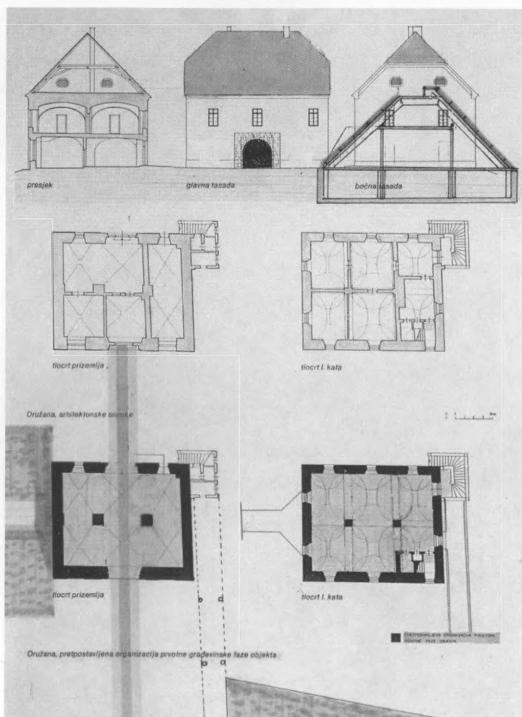 presjek
glavna fasada
bočna fasada
tlocrt prizemlja
tlocrt I. kata
Oružana, arhitektonske snimke
tlocrt prizemlja
tlocrt I. kata
Oružana, pretpostavljena organizacija prvotne građevinske faze objekta